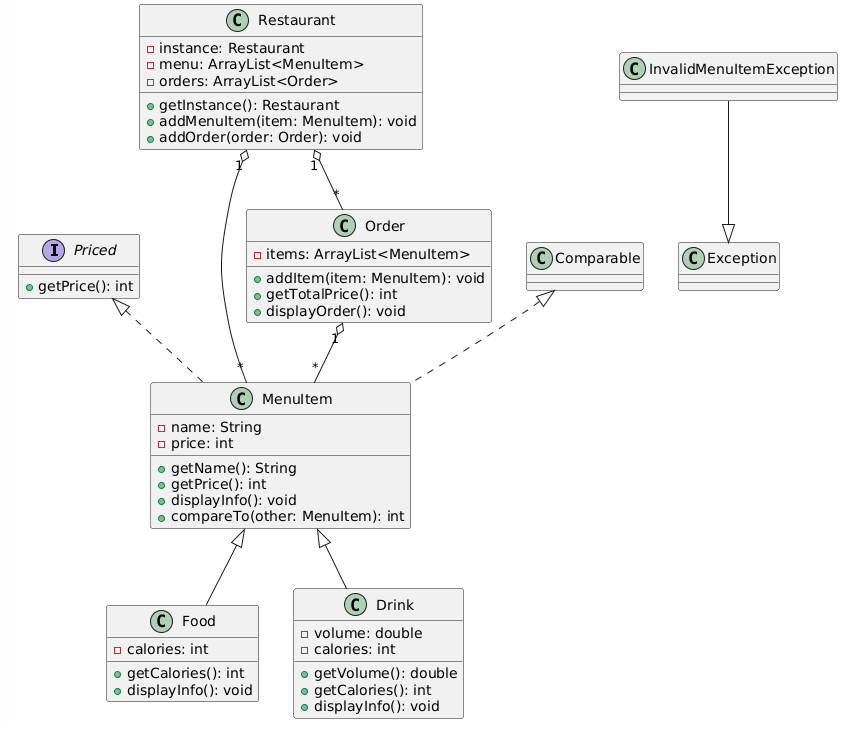 C Restaurant
instance: Restaurant
menu: ArrayList<MenuItem>
orders: ArrayList<Order>
getInstance(): Restaurant
addMenuItem(item: MenuItem): void
addOrder(order: Order): void
C InvalidMenuItemException
1
1
*
C Order
items: ArrayList<MenuItem>
addItem(item: MenuItem): void
getTotalPrice(): int
displayOrder(): void
I Priced
getPrice(): int
C Comparable
C Exception
1
*
*
C MenuItem
name: String
price: int
getName(): String
getPrice(): int
displayInfo(): void
compareTo(other: MenuItem): int
C Food
calories: int
getCalories(): int
displayInfo(): void
C Drink
volume: double
calories: int
getVolume(): double
getCalories(): int
displayInfo(): void